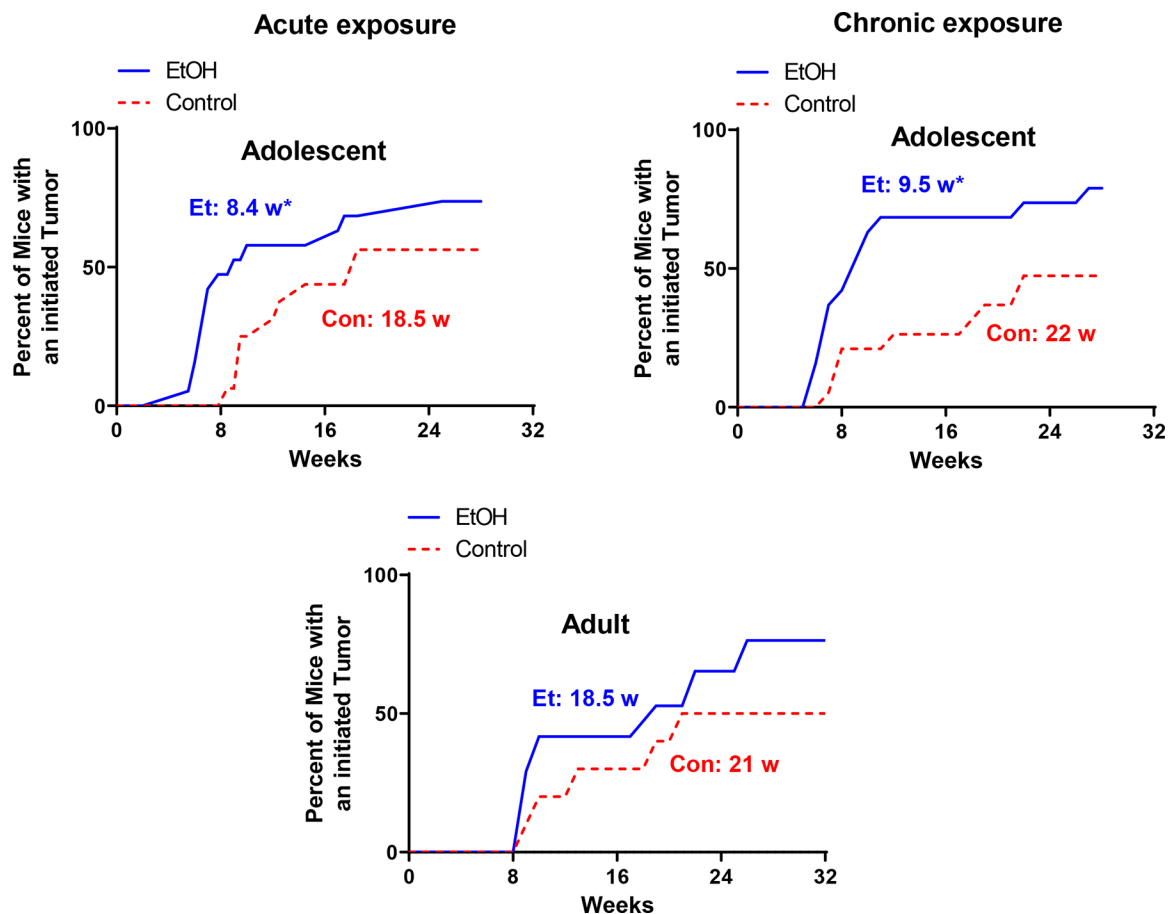 Acute exposure
EtOH
Control
Adolescent
Et: 8.4 w*
Con: 18.5 w
Percent of Mice with
an initiated Tumor
100
50
0
0 8 16 24 32
Weeks
Chronic exposure
EtOH
Control
Adolescent
Et: 9.5 w*
Con: 22 w
Percent of Mice with
an initiated Tumor
100
50
0
0 8 16 24 32
Weeks
EtOH
Control
Adult
Et: 18.5 w
Con: 21 w
Percent of Mice with
an initiated Tumor
100
50
0
0 8 16 24 32
Weeks